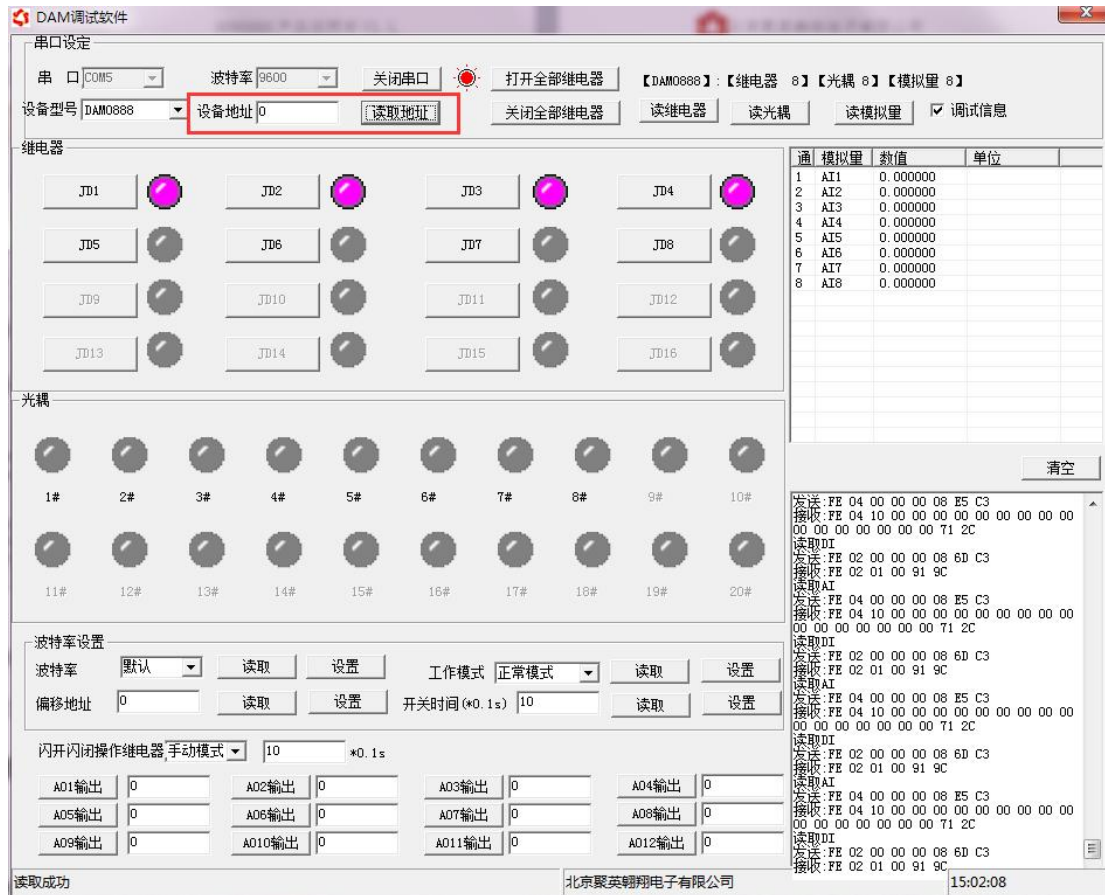 DAM调试软件
串口设定
串 口 COM5 波特率 9600 关闭串口 打开全部继电器 【DAM0888】:【继电器 8】【光耦 8】【模拟量 8】
设备型号 DAM0888 设备地址 0 读取地址 关闭全部继电器 读继电器 读光耦 读模拟量 调试信息
继电器
JD1 JD2 JD3 JD4
JD5 JD6 JD7 JD8
JD9 JD10 JD11 JD12
JD13 JD14 JD15 JD16
通 模拟量 数值 单位
1 AI1 0.000000
2 AI2 0.000000
3 AI3 0.000000
4 AI4 0.000000
5 AI5 0.000000
6 AI6 0.000000
7 AI7 0.000000
8 AI8 0.000000
光耦
1# 2# 3# 4# 5# 6# 7# 8# 9# 10#
11# 12# 13# 14# 15# 16# 17# 18# 19# 20#
清空
发送:FE 04 00 00 00 08 E5 C3
接收:FE 04 10 00 00 00 00 00 00 00 00 00
00 00 00 00 00 00 00 71 2C
读取DI
发送:FE 02 00 00 00 08 6D C3
接收:FE 02 01 00 91 9C
读取AI
发送:FE 04 00 00 00 08 E5 C3
接收:FE 04 10 00 00 00 00 00 00 00 00 00
00 00 00 00 00 00 00 71 2C
读取DI
发送:FE 02 00 00 00 08 6D C3
接收:FE 02 01 00 91 9C
读取AI
发送:FE 04 00 00 00 08 E5 C3
接收:FE 04 10 00 00 00 00 00 00 00 00 00
00 00 00 00 00 00 00 71 2C
读取DI
发送:FE 02 00 00 00 08 6D C3
接收:FE 02 01 00 91 9C
读取AI
发送:FE 04 00 00 00 08 E5 C3
接收:FE 04 10 00 00 00 00 00 00 00 00 00
00 00 00 00 00 00 00 71 2C
读取DI
发送:FE 02 00 00 00 08 6D C3
接收:FE 02 01 00 91 9C
波特率设置
波特率 默认 读取 设置 工作模式 正常模式 读取 设置
偏移地址 0 读取 设置 开关时间(*0.1s) 10 读取 设置
闪开闪闭操作继电器 手动模式 10 *0.1s
AO1输出 0 AO2输出 0 AO3输出 0 AO4输出 0
AO5输出 0 AO6输出 0 AO7输出 0 AO8输出 0
AO9输出 0 AO10输出 0 AO11输出 0 AO12输出 0
读取成功 北京聚英翱翔电子有限公司 15:02:08